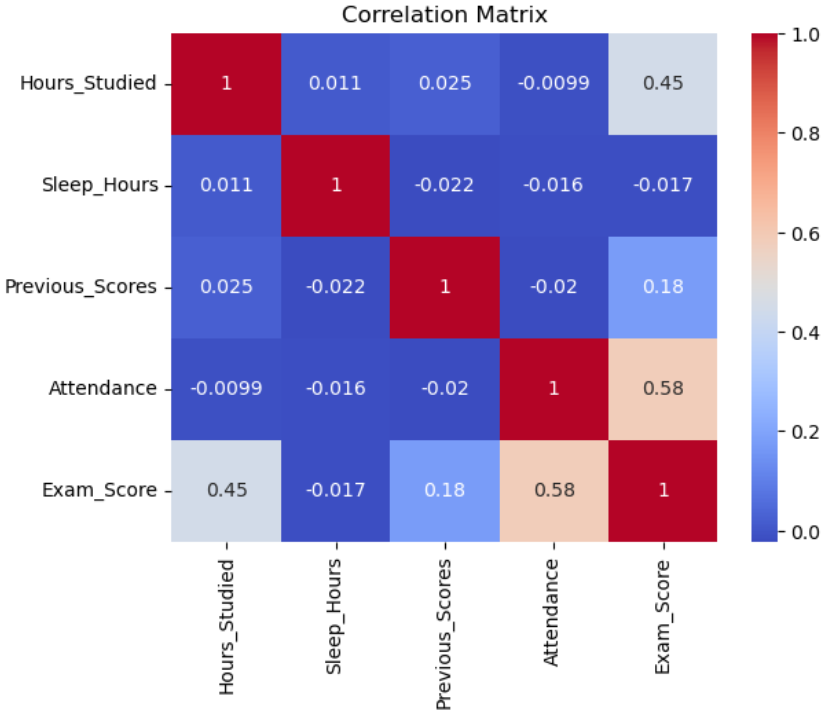 Correlation Matrix
Hours_Studied 1 0.011 0.025 -0.0099 0.45
Sleep_Hours 0.011 1 -0.022 -0.016 -0.017
Previous_Scores 0.025 -0.022 1 -0.02 0.18
Attendance -0.0099 -0.016 -0.02 1 0.58
Exam_Score 0.45 -0.017 0.18 0.58 1
Hours_Studied
Sleep_Hours
Previous_Scores
Attendance
Exam_Score
1.0
0.8
0.6
0.4
0.2
0.0